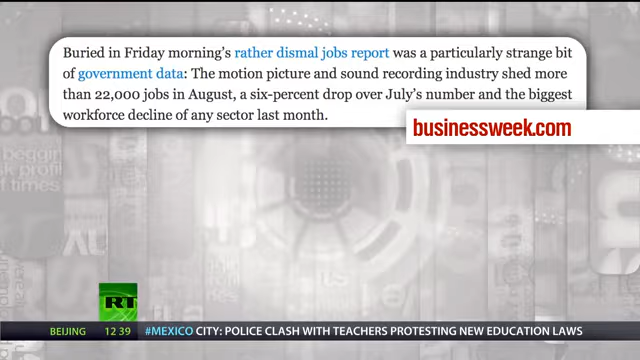 Buried in Friday morning's rather dismal jobs report was a particularly strange bit
of government data: The motion picture and sound recording industry shed more
than 22,000 jobs in August, a six-percent drop over July's number and the biggest
workforce decline of any sector last month.
businessweek.com
RT
BEIJING 12 39 #MEXICO CITY: POLICE CLASH WITH TEACHERS PROTESTING NEW EDUCATION LAWS